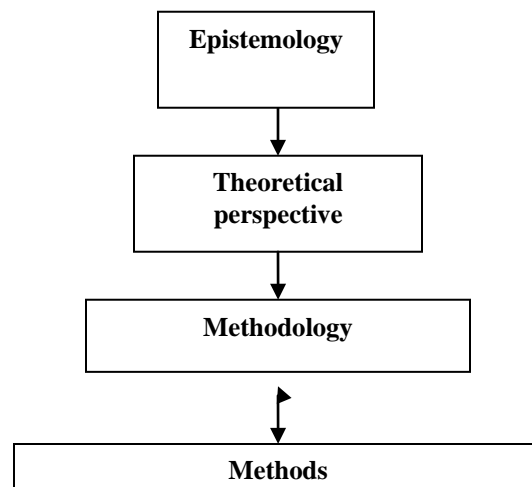 Epistemology
Theoretical
perspective
Methodology
Methods